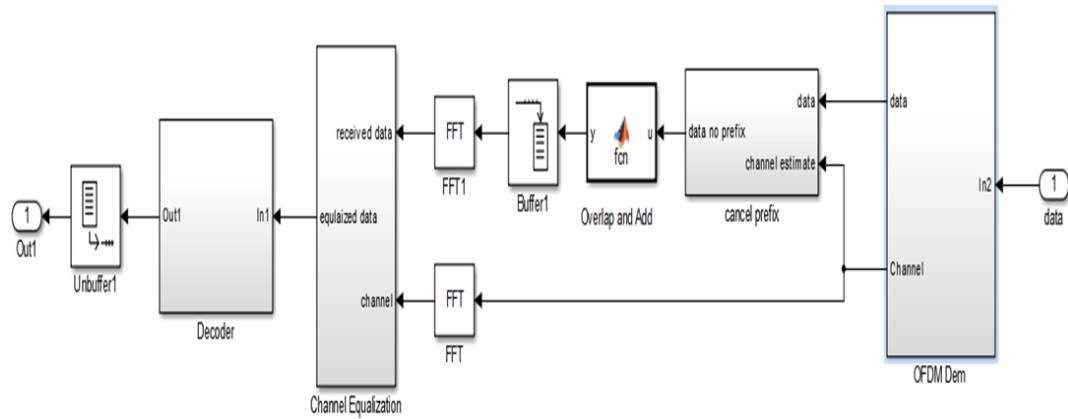 data
data
In2
1
data
Channel
OFDM Dem
data
data no prefix
channel estimate
cancel prefix
y
u
fcn
Overlap and Add
Buffer1
FFT
FFT1
FFT
FFT
received data
equlaized data
channel
Channel Equalization
Out1
In1
Decoder
Unbuffer1
1
Out1